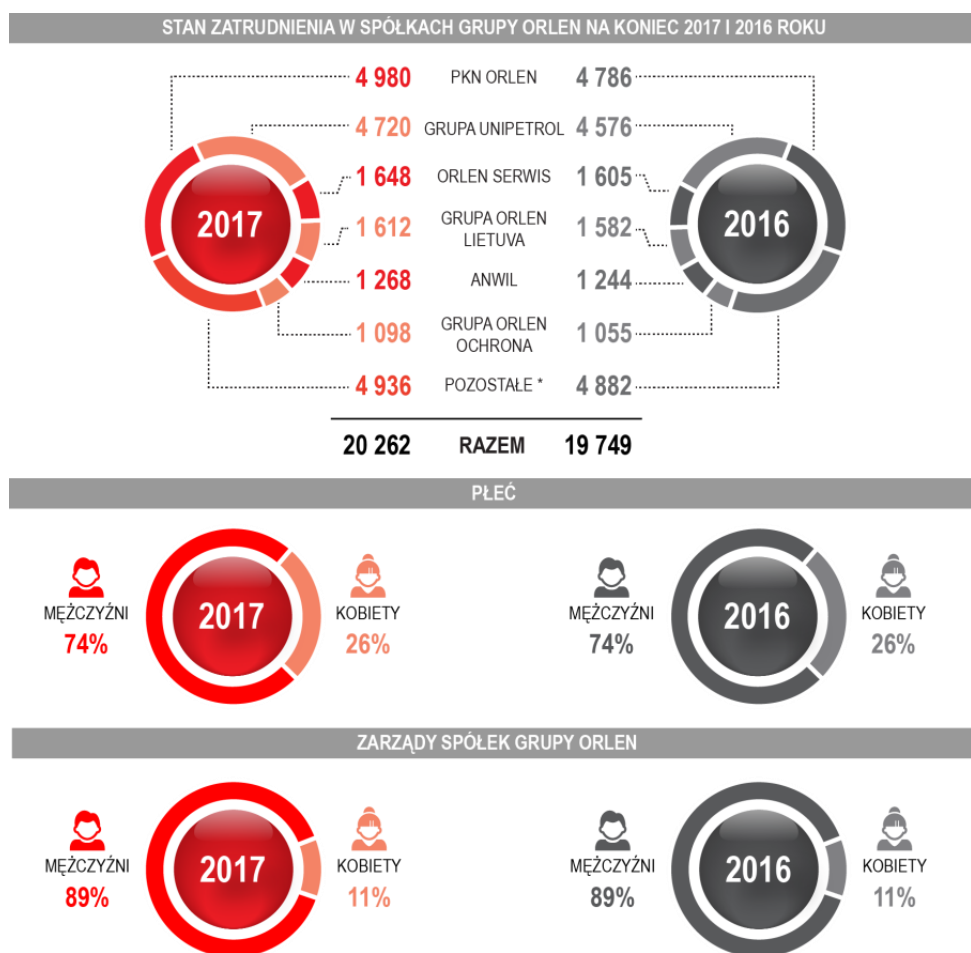 STAN ZATRUDNIENIA W SPÓŁKACH GRUPY ORLEN NA KONIEC 2017 I 2016 ROKU
4 980 PKN ORLEN 4 786
4 720 GRUPA UNIPETROL 4 576
1 648 ORLEN SERWIS 1 605
2017
1 612 GRUPA ORLEN
LIETUVA 1 582
2016
1 268 ANWIL 1 244
1 098 GRUPA ORLEN
OCHRONA 1 055
4 936 POZOSTAŁE * 4 882
20 262 RAZEM 19 749
PŁEĆ
MĘŻCZYŹNI
74%
2017
KOBIETY
26%
MĘŻCZYŹNI
74%
2016
KOBIETY
26%
ZARZĄDY SPÓŁEK GRUPY ORLEN
MĘŻCZYŹNI
89%
2017
KOBIETY
11%
MĘŻCZYŹNI
89%
2016
KOBIETY
11%